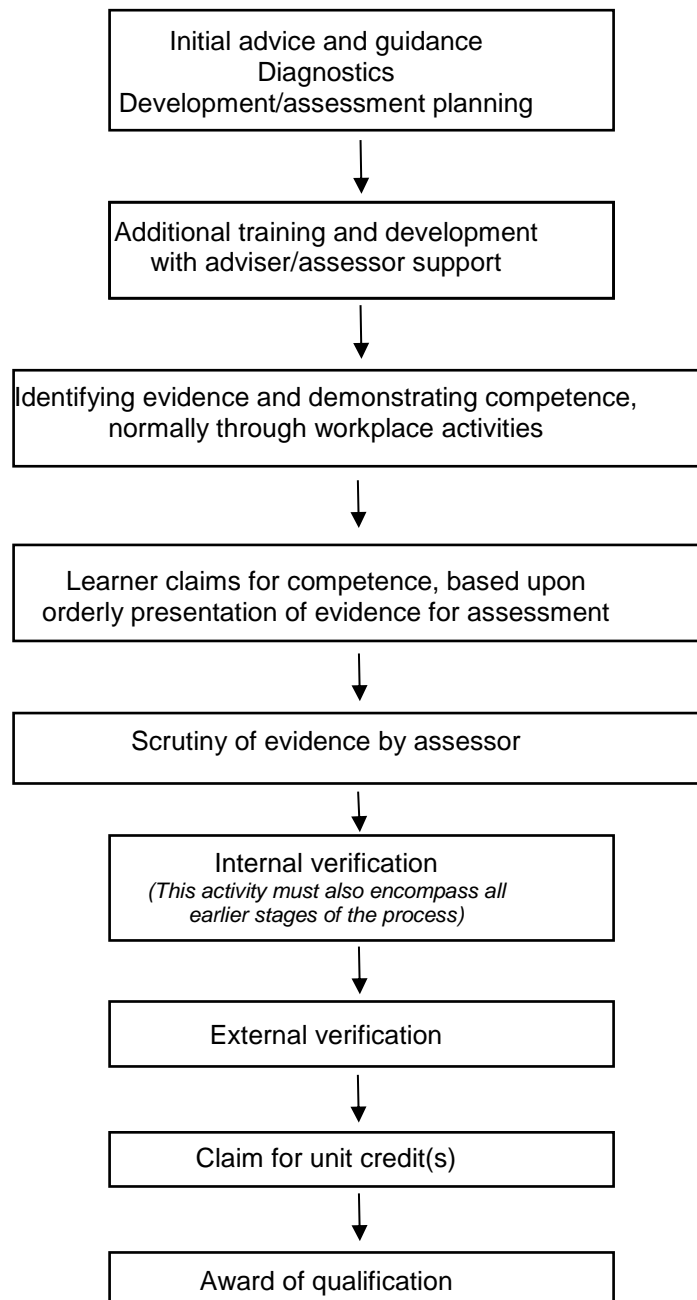 Initial advice and guidance
Diagnostics
Development/assessment planning
Additional training and development
with adviser/assessor support
Identifying evidence and demonstrating competence,
normally through workplace activities
Learner claims for competence, based upon
orderly presentation of evidence for assessment
Scrutiny of evidence by assessor
Internal verification
(This activity must also encompass all
earlier stages of the process)
External verification
Claim for unit credit(s)
Award of qualification